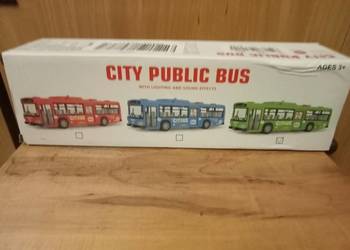 CITY PUBLIC BUS
WITH LIGHTING AND SOUND EFFECTS
AGES 3+